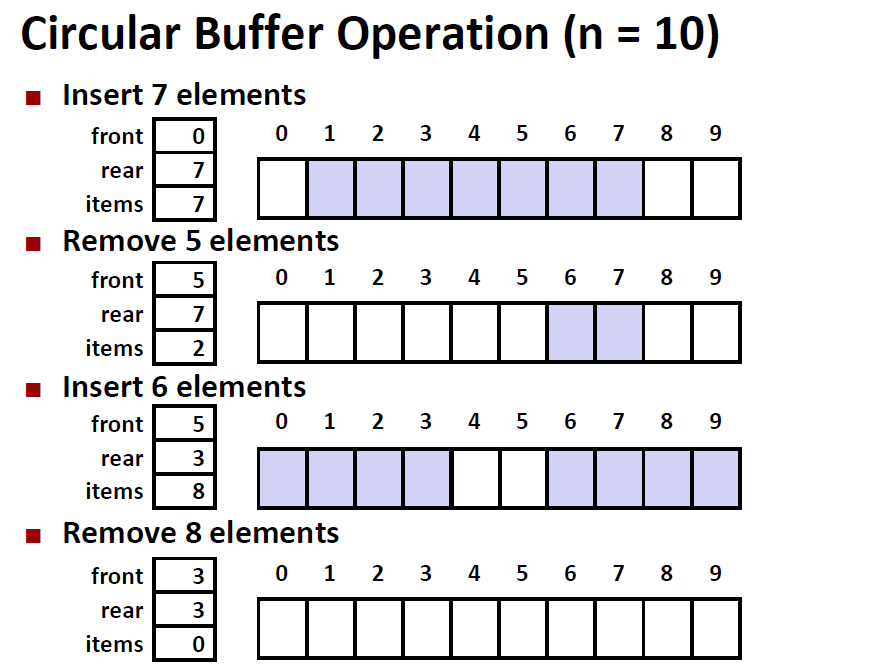 Circular Buffer Operation (n = 10)
Insert 7 elements
front 0 0 1 2 3 4 5 6 7 8 9
rear 7
items 7
Remove 5 elements
front 5 0 1 2 3 4 5 6 7 8 9
rear 7
items 2
Insert 6 elements
front 5 0 1 2 3 4 5 6 7 8 9
rear 3
items 8
Remove 8 elements
front 3 0 1 2 3 4 5 6 7 8 9
rear 3
items 0